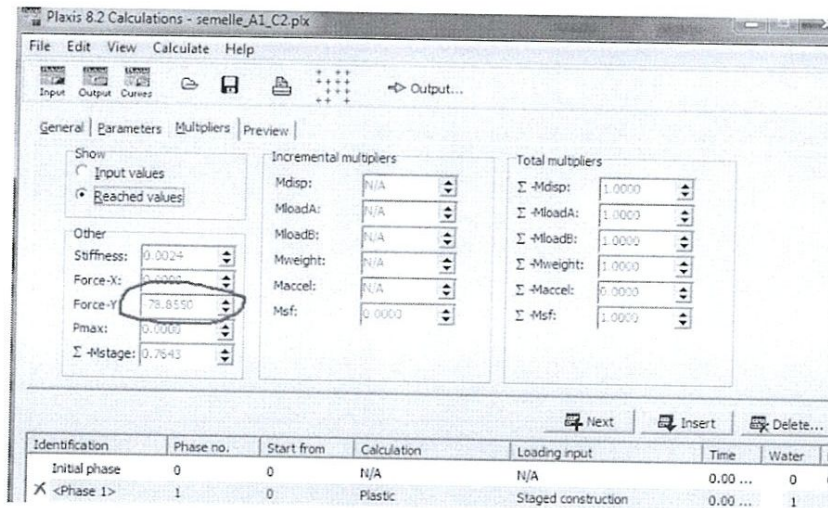 Plaxis 8.2 Calculations - semelle_A1_C2.plx
File Edit View Calculate Help
Input Output Curves Output...
General Parameters Multipliers Preview
Show
Input values
Reached values
Other
Stiffness: 0.0024
Force-X: 0.0000
Force-Y
Pmax: 0.0000
Σ -Mstage: 0.7643
Incremental multipliers
Mdisp: N/A
MloadA: N/A
MloadB: N/A
Mweight: N/A
Maccel: N/A
Msf: 0.0000
Total multipliers
Σ -Mdisp: 1.0000
Σ -MloadA: 1.0000
Σ -MloadB: 1.0000
Σ -Mweight: 1.0000
Σ -Maccel: 0.0000
Σ -Msf: 1.0000
Next Insert Delete...
Identification Phase no. Start from Calculation Loading input Time Water
Initial phase 0 0 N/A N/A 0.00 ... 0
<Phase 1> 1 0 Plastic Staged construction 0.00 ... 1